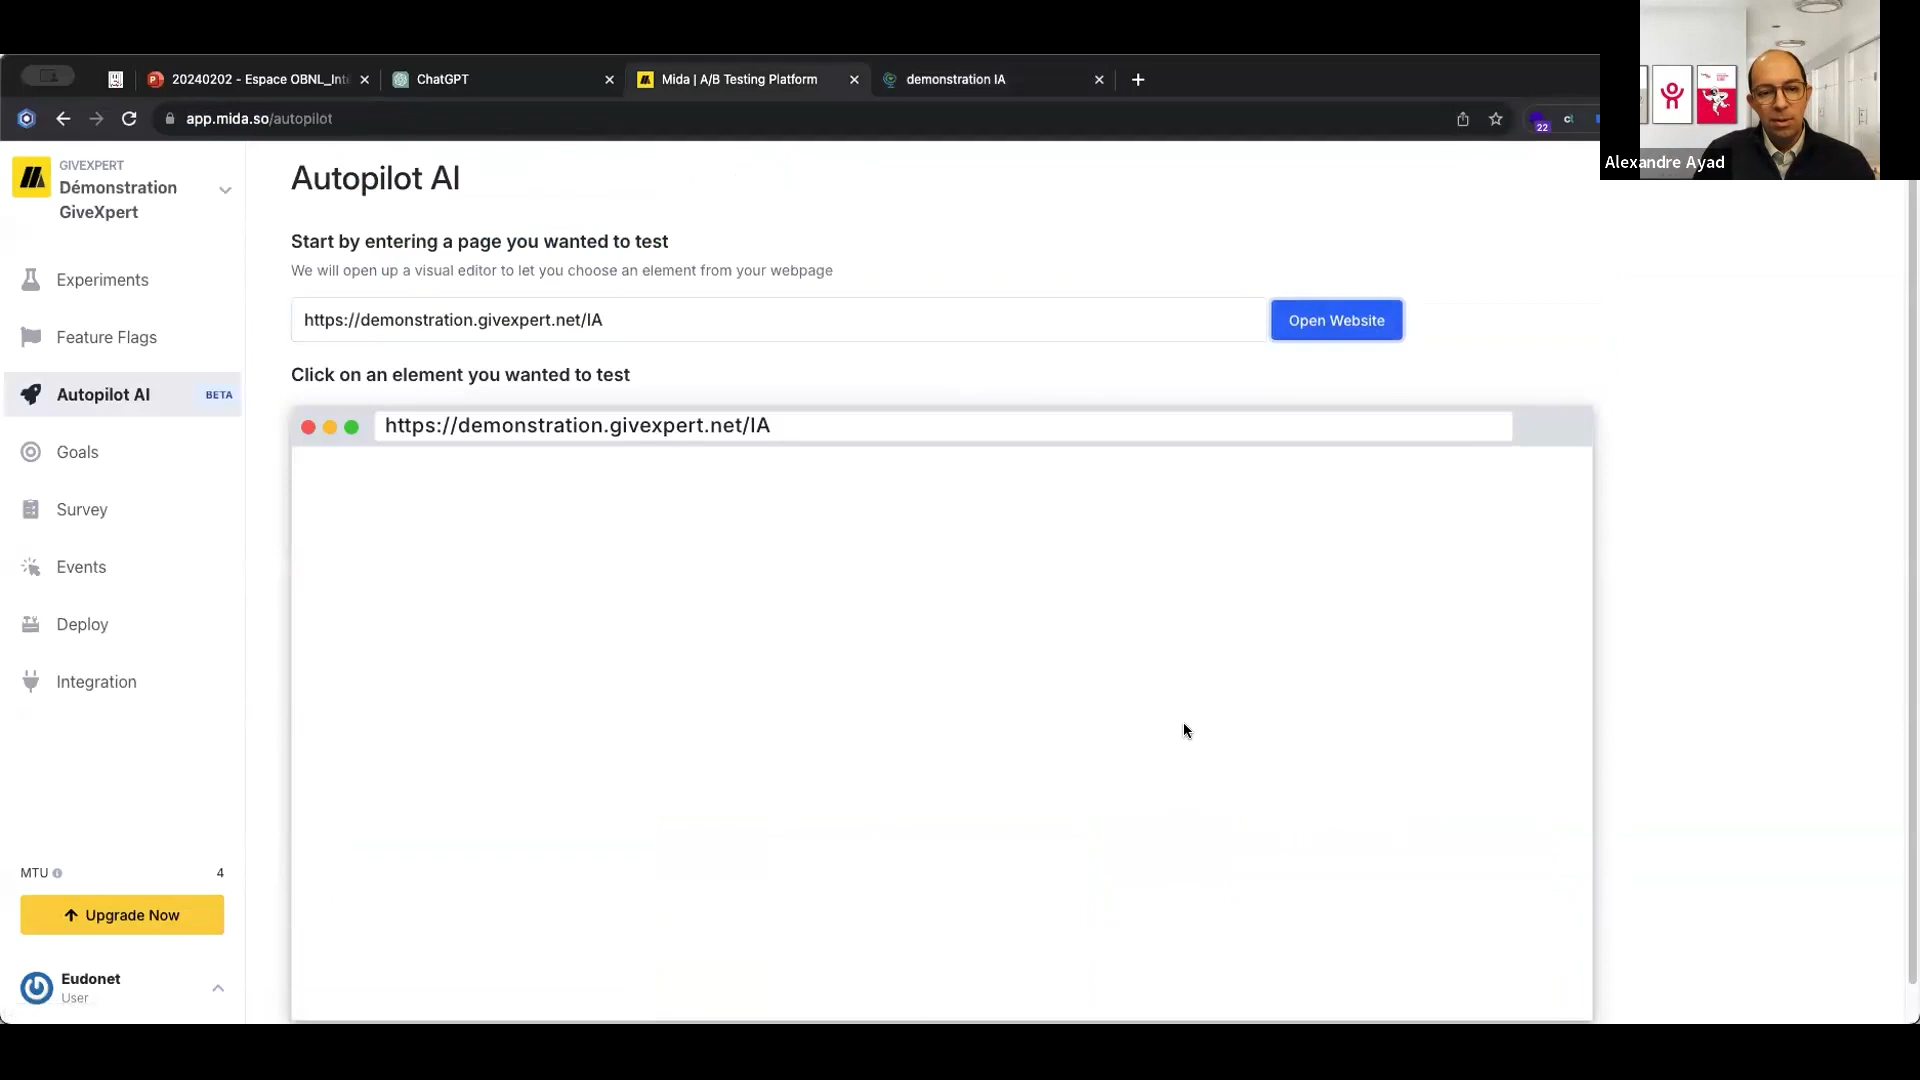 20240202 - Espace OBNL_Int
ChatGPT
Mida | A/B Testing Platform
demonstration IA
app.mida.so/autopilot
22
Alexandre Ayad
GIVEXPERT
Démonstration
GiveXpert
Experiments
Feature Flags
Autopilot AI
BETA
Goals
Survey
Events
Deploy
Integration
MTU
4
Upgrade Now
Eudonet
User
Autopilot AI
Start by entering a page you wanted to test
We will open up a visual editor to let you choose an element from your webpage
https://demonstration.givexpert.net/IA
Open Website
Click on an element you wanted to test
https://demonstration.givexpert.net/IA